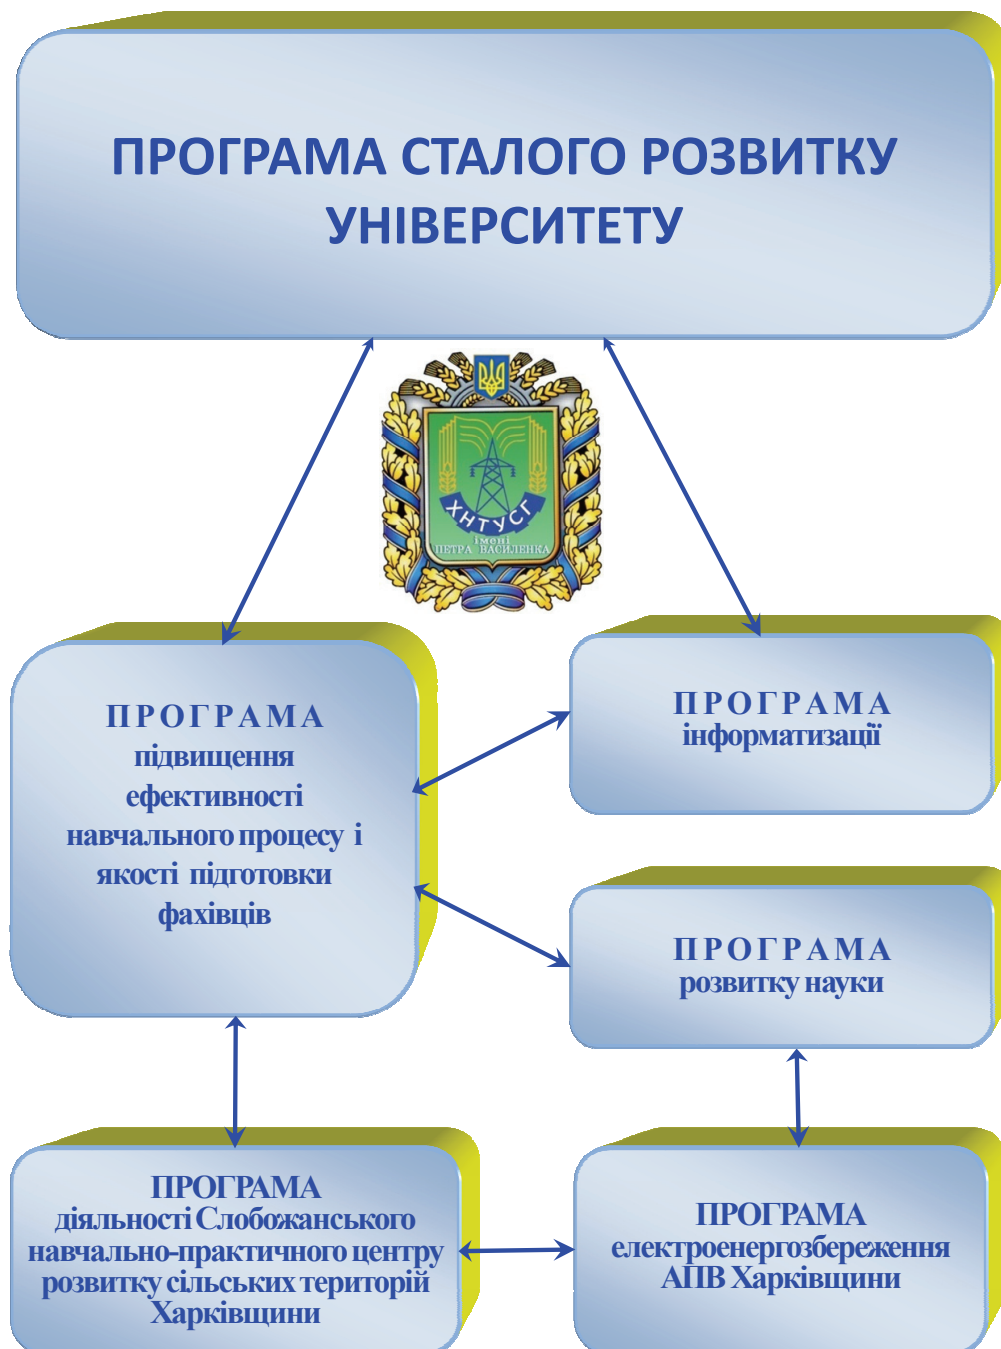 ПРОГРАМА СТАЛОГО РОЗВИТКУ
УНІВЕРСИТЕТУ
ХНТУСГ
імені
ПЕТРА ВАСИЛЕНКА
ПРОГРАМА
підвищення
ефективності
навчального процесу і
якості підготовки
фахівців
ПРОГРАМА
інформатизації
ПРОГРАМА
розвитку науки
ПРОГРАМА
діяльності Слобожанського
навчально-практичного центру
розвитку сільських територій
Харківщини
ПРОГРАМА
електроенергозбереження
АПВ Харківщини